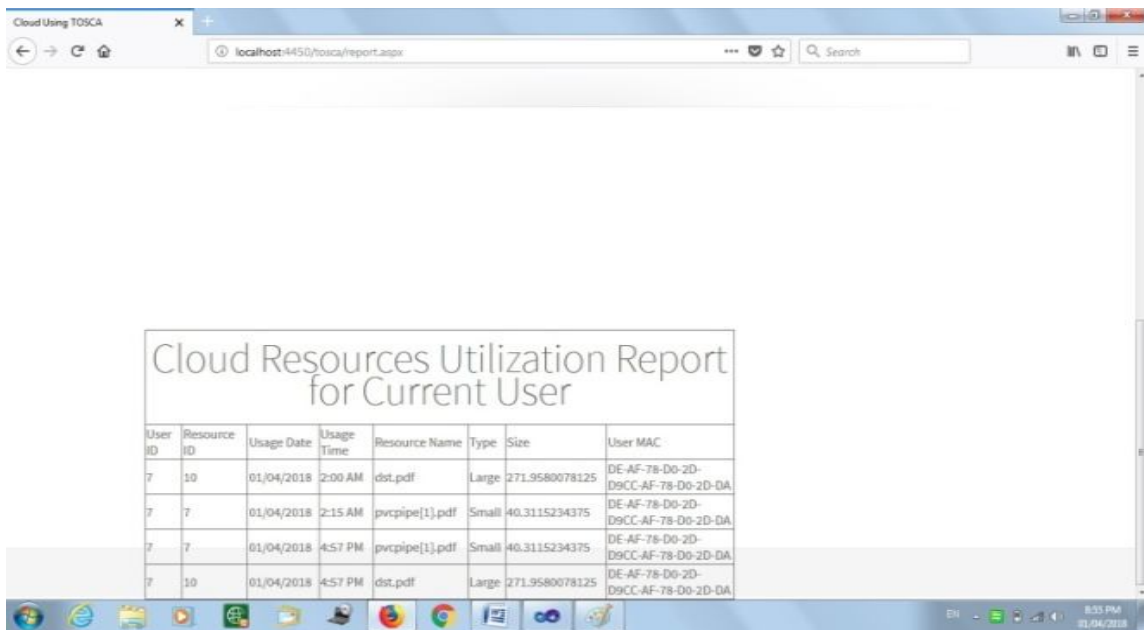 Cloud Using TOSCA
localhost:4450/tosca/report.aspx
Search
Cloud Resources Utilization Report
for Current User
User ID Resource ID Usage Date Usage Time Resource Name Type Size User MAC
7 10 01/04/2018 2:00 AM dst.pdf Large 271.9580078125 DE-AF-78-D0-2D-
D9CC-AF-78-D0-2D-DA
7 7 01/04/2018 2:15 AM pvcpipe[1].pdf Small 40.3115234375 DE-AF-78-D0-2D-
D9CC-AF-78-D0-2D-DA
7 7 01/04/2018 4:57 PM pvcpipe[1].pdf Small 40.3115234375 DE-AF-78-D0-2D-
D9CC-AF-78-D0-2D-DA
7 10 01/04/2018 4:57 PM dst.pdf Large 271.9580078125 DE-AF-78-D0-2D-
D9CC-AF-78-D0-2D-DA
EN 8:55 PM
01/04/2018